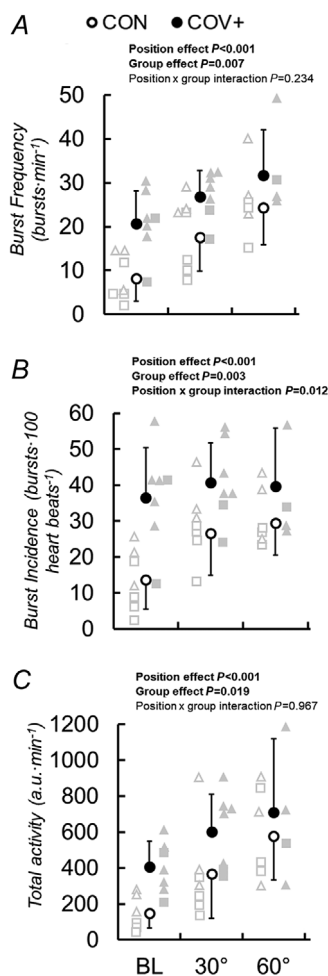 A
CON COV+
Position effect P<0.001
Group effect P=0.007
Position x group interaction P=0.234
Burst Frequency
(bursts·min⁻¹)
50
40
30
20
10
0
B
Position effect P<0.001
Group effect P=0.003
Position x group interaction P=0.012
Burst Incidence (bursts·100
heart beats⁻¹)
60
50
40
30
20
10
0
C
Position effect P<0.001
Group effect P=0.019
Position x group interaction P=0.967
Total activity (a.u.·min⁻¹)
1200
1000
800
600
400
200
0
BL 30° 60°